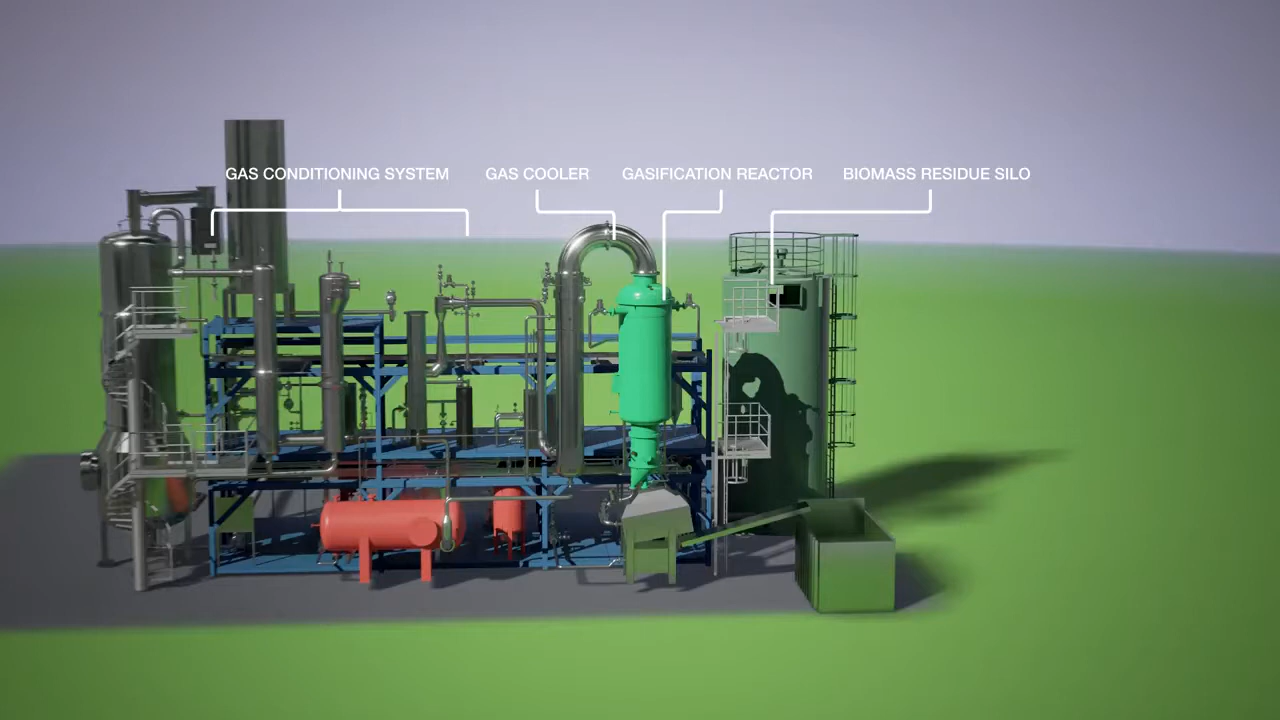 GAS CONDITIONING SYSTEM
GAS COOLER
GASIFICATION REACTOR
BIOMASS RESIDUE SILO